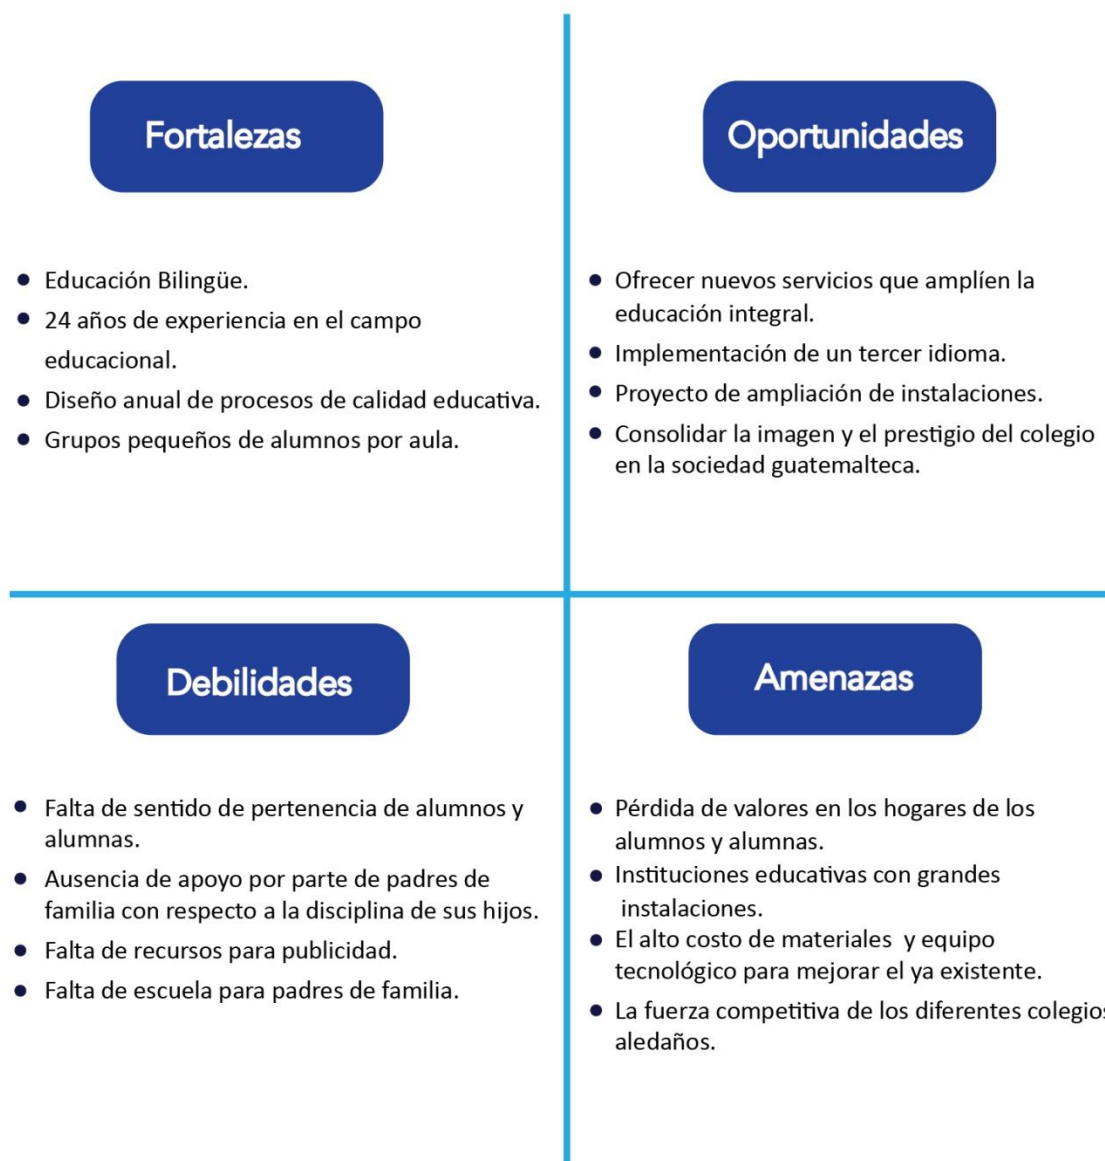 Fortalezas
• Educación Bilingüe.
• 24 años de experiencia en el campo
educacional.
• Diseño anual de procesos de calidad educativa.
• Grupos pequeños de alumnos por aula.
Oportunidades
• Ofrecer nuevos servicios que amplíen la
educación integral.
• Implementación de un tercer idioma.
• Proyecto de ampliación de instalaciones.
• Consolidar la imagen y el prestigio del colegio
en la sociedad guatemalteca.
Debilidades
• Falta de sentido de pertenencia de alumnos y
alumnas.
• Ausencia de apoyo por parte de padres de
familia con respecto a la disciplina de sus hijos.
• Falta de recursos para publicidad.
• Falta de escuela para padres de familia.
Amenazas
• Pérdida de valores en los hogares de los
alumnos y alumnas.
• Instituciones educativas con grandes
instalaciones.
• El alto costo de materiales y equipo
tecnológico para mejorar el ya existente.
• La fuerza competitiva de los diferentes colegios
aledaños.